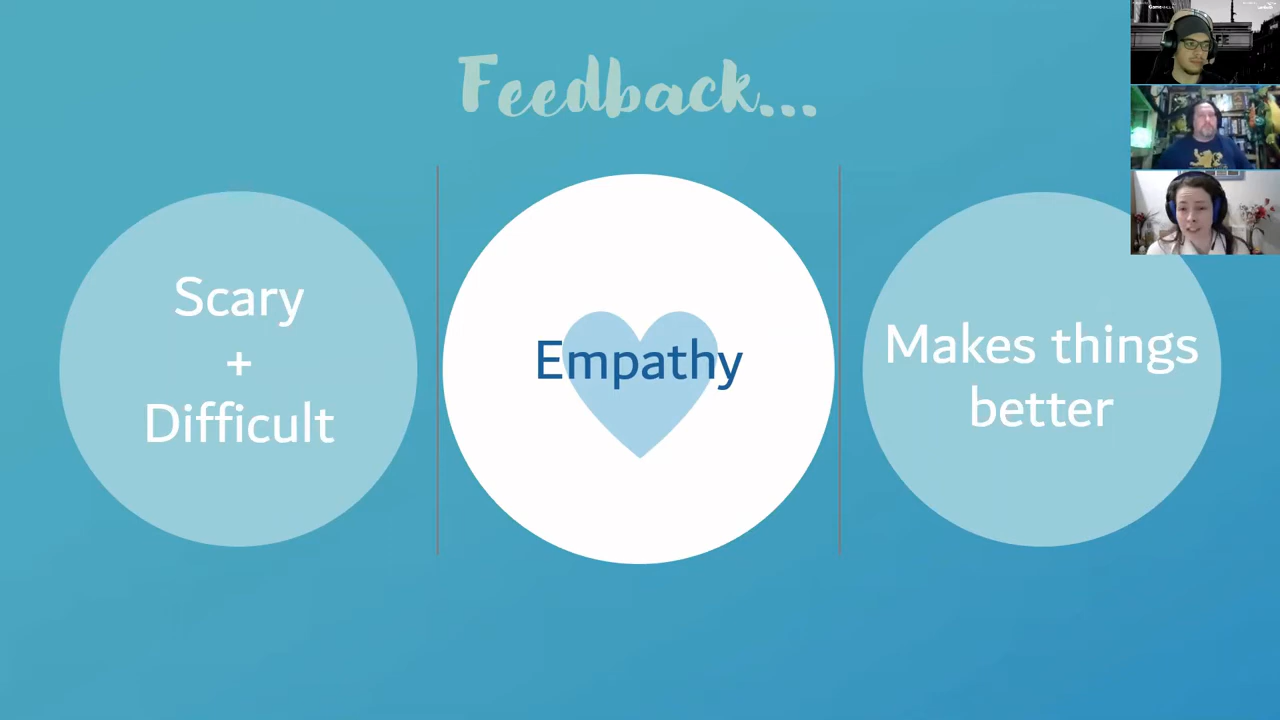 Feedback...
Scary
+
Difficult
Empathy
Makes things
better